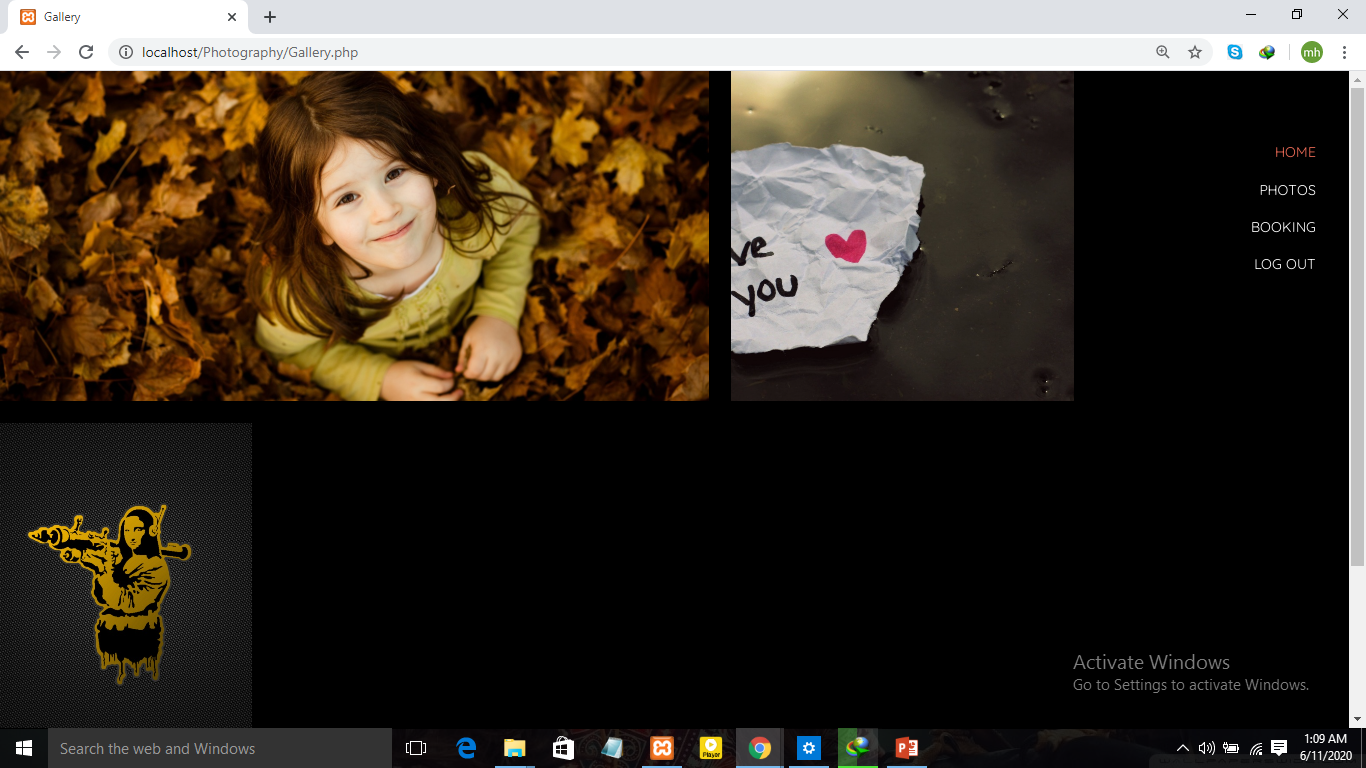 Gallery
localhost/Photography/Gallery.php
mh
HOME
PHOTOS
BOOKING
LOG OUT
ve
you
Activate Windows
Go to Settings to activate Windows.
Search the web and Windows
Player
1:09 AM
6/11/2020